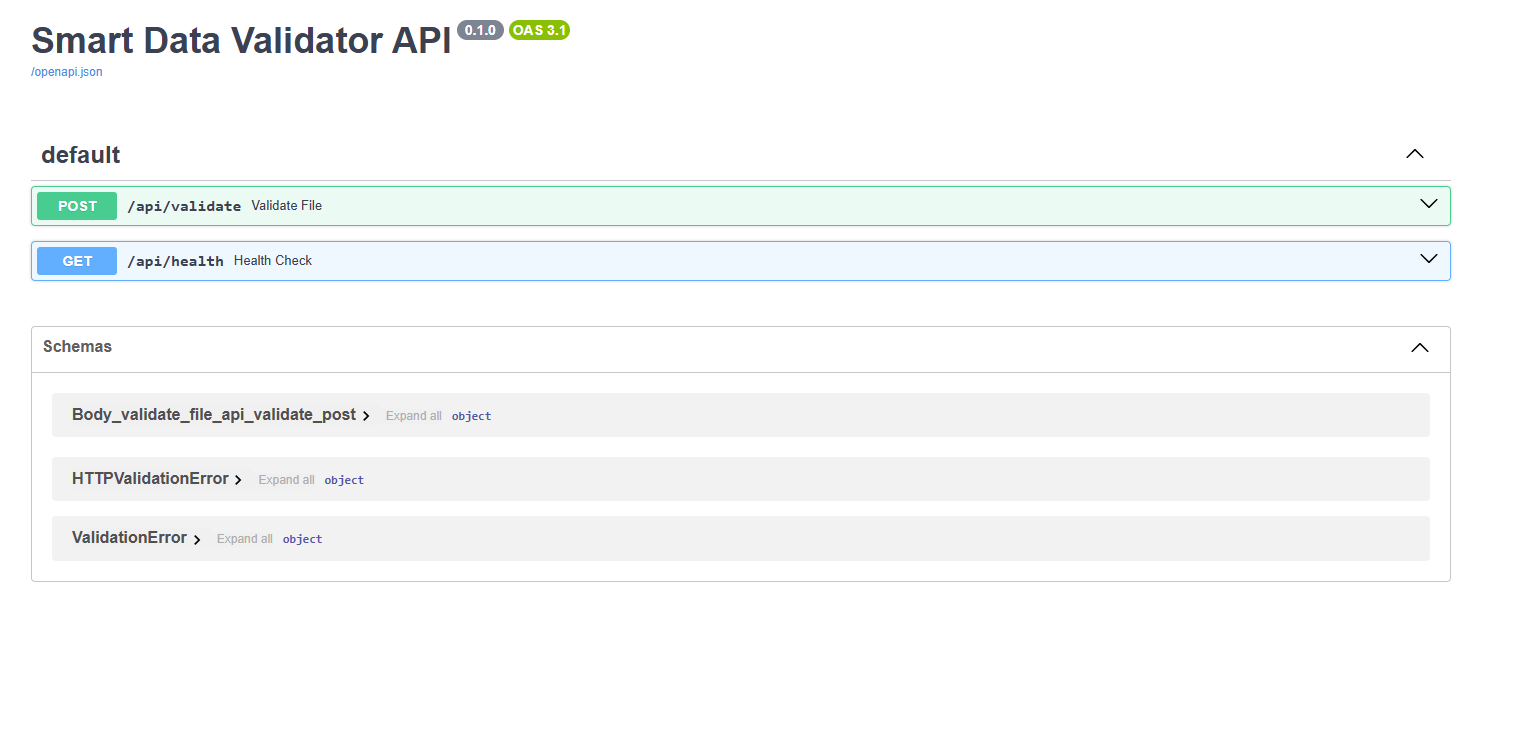 Smart Data Validator API 0.1.0 OAS 3.1
/openapi.json
default
POST /api/validate Validate File
GET /api/health Health Check
Schemas
Body_validate_file_api_validate_post Expand all object
HTTPValidationError Expand all object
ValidationError Expand all object